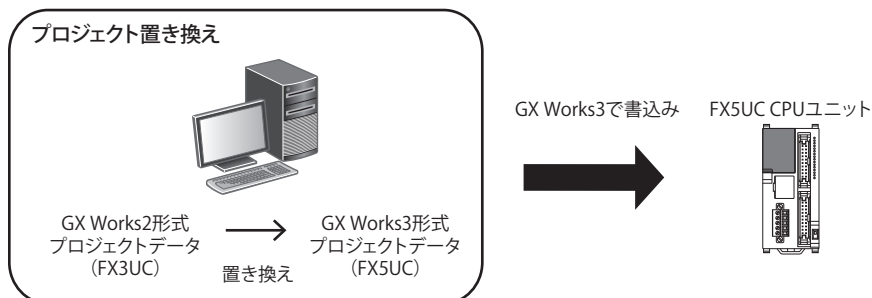 プロジェクト置き換え
GX Works2形式
プロジェクトデータ
（FX3UC）
置き換え
GX Works3形式
プロジェクトデータ
（FX5UC）
GX Works3で書込み
FX5UC CPUユニット